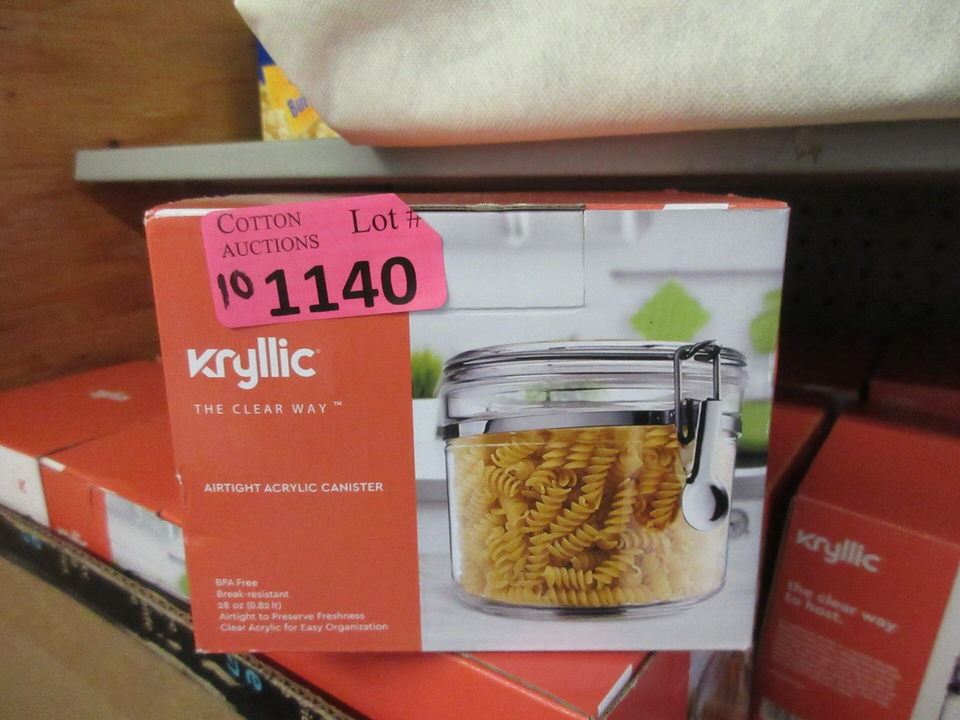 COTTON AUCTIONS
Lot #
10 1140
Kryllic
THE CLEAR WAY™
AIRTIGHT ACRYLIC CANISTER
BPA Free
Break-resistant
28 oz (0.82 lt)
Airtight to Preserve Freshness
Clear Acrylic for Easy Organization
Kryllic
the clear way
to host.